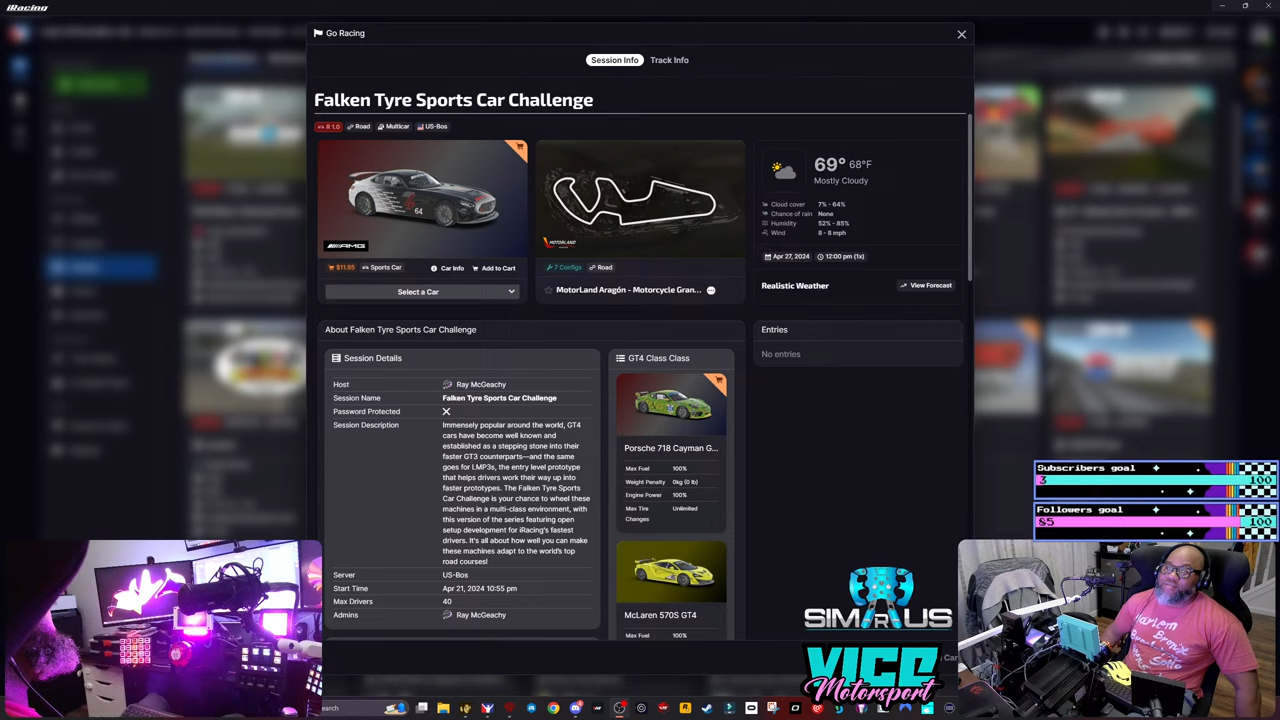 iRacing
Go Racing
Session Info
Track Info
Falken Tyre Sports Car Challenge
R 1.0
Road
Multicar
US-Bos
64
AMG
$11.95
Sports Car
Car Info
Add to Cart
Select a Car
MOTORLAND
7 Configs
Road
MotorLand Aragón - Motorcycle Gran...
69° 68°F
Mostly Cloudy
Cloud cover 7% - 64%
Chance of rain None
Humidity 52% - 85%
Wind 8 - 8 mph
Apr 27, 2024
12:00 pm (1x)
Realistic Weather
View Forecast
About Falken Tyre Sports Car Challenge
Session Details
Host Ray McGeachy
Session Name Falken Tyre Sports Car Challenge
Password Protected
Session Description Immensely popular around the world, GT4
cars have become well known and
established as a stepping stone into their
faster GT3 counterparts—and the same
goes for LMP3s, the entry level prototype
that helps drivers work their way up into
faster prototypes. The Falken Tyre Sports
Car Challenge is your chance to wheel these
machines in a multi-class environment, with
this version of the series featuring open
setup development for iRacing's fastest
drivers. It's all about how well you can make
these machines adapt to the world's top
road courses!
Server US-Bos
Start Time Apr 21, 2024 10:55 pm
Max Drivers 40
Admins Ray McGeachy
GT4 Class Class
Porsche 718 Cayman G...
Max Fuel 100%
Weight Penalty 0kg (0 lb)
Engine Power 100%
Max Tire Changes Unlimited
McLaren 570S GT4
Max Fuel 100%
Entries
No entries
Subscribers goal
3 100
Followers goal
85 100
SIMRUS
VICE
Motorsport
Harlem
Bronx
earch